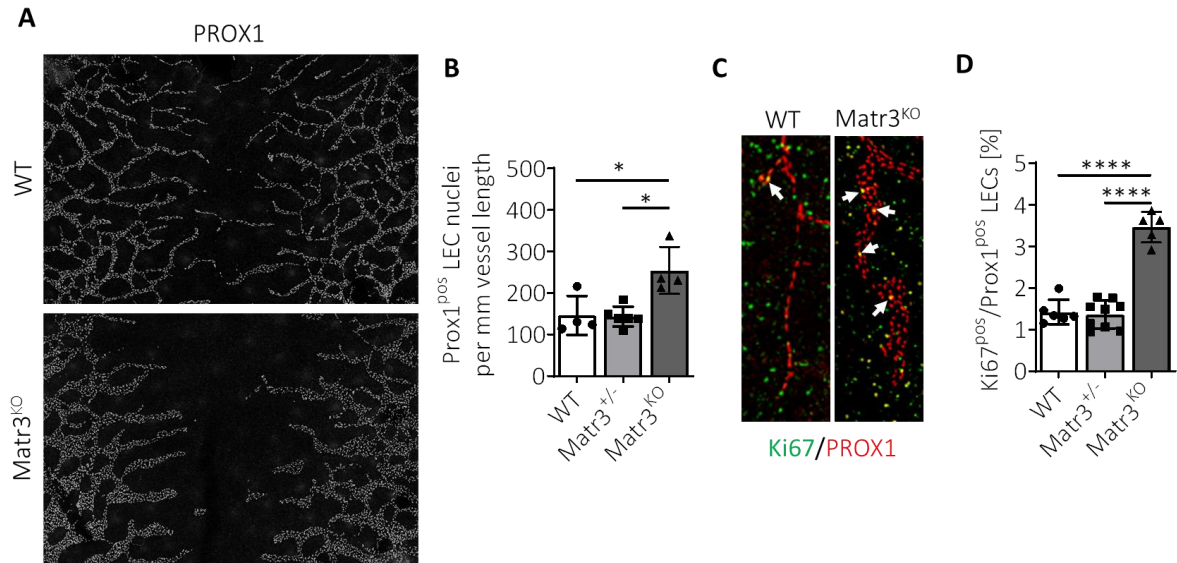 A
PROX1
WT
Matr3ᴷᴼ
B
Prox1ᵖᵒˢ LEC nuclei
per mm vessel length
500
400
300
200
100
0
*
*
WT
Matr3⁺/⁻
Matr3ᴷᴼ
C
WT
Matr3ᴷᴼ
Ki67/PROX1
D
Ki67ᵖᵒˢ/Prox1ᵖᵒˢ LECs [%]
5
4
3
2
1
0
****
****
WT
Matr3⁺/⁻
Matr3ᴷᴼ